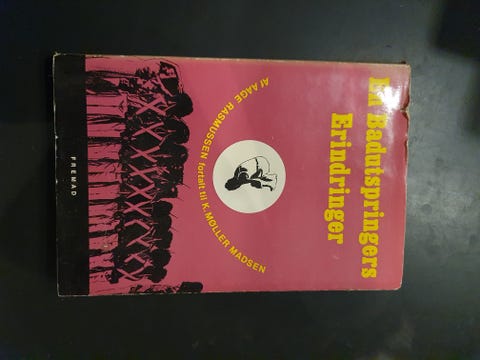 En Badutspringers
Erindringer
Af AAGE RASMUSSEN fortalt til K. MØLLER MADSEN
FREMAD